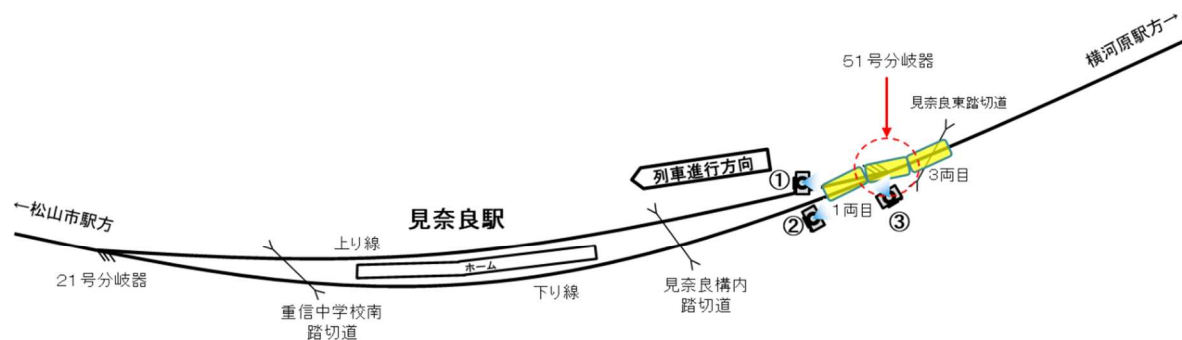 横河原駅方→
51号分岐器
見奈良東踏切道
列車進行方向
①
3両目
1両目
②
③
←松山市駅方
見奈良駅
上り線
ホーム
21号分岐器
下り線
見奈良構内
踏切道
重信中学校南
踏切道